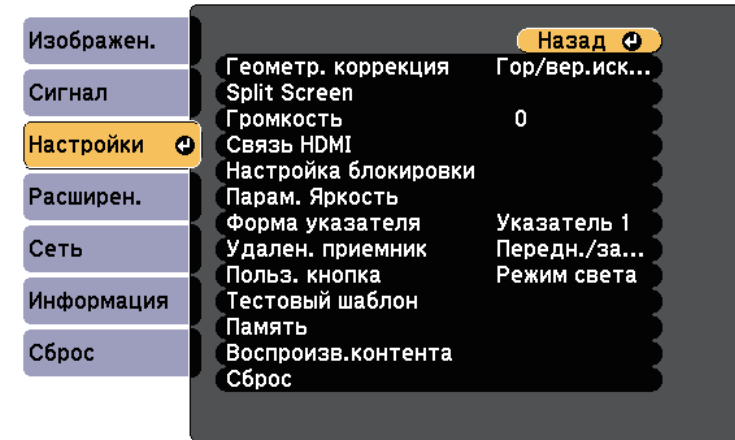 Изображен.
Сигнал
Настройки
Расширен.
Сеть
Информация
Сброс
Назад
Геометр. коррекция Гор/вер.иск...
Split Screen
Громкость 0
Связь HDMI
Настройка блокировки
Парам. Яркость
Форма указателя Указатель 1
Удален. приемник Передн./за...
Польз. кнопка Режим света
Тестовый шаблон
Память
Воспроизв.контента
Сброс